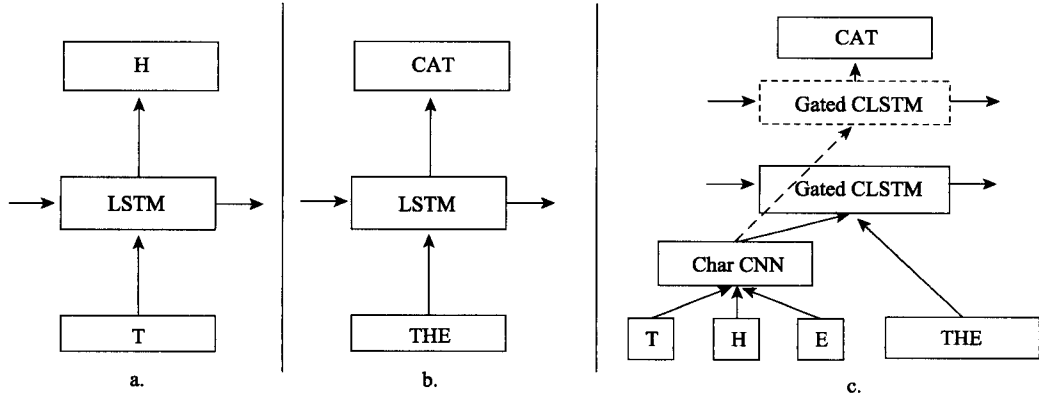 H
LSTM
T
a.
CAT
LSTM
THE
b.
CAT
Gated CLSTM
Gated CLSTM
Char CNN
T H E THE
c.